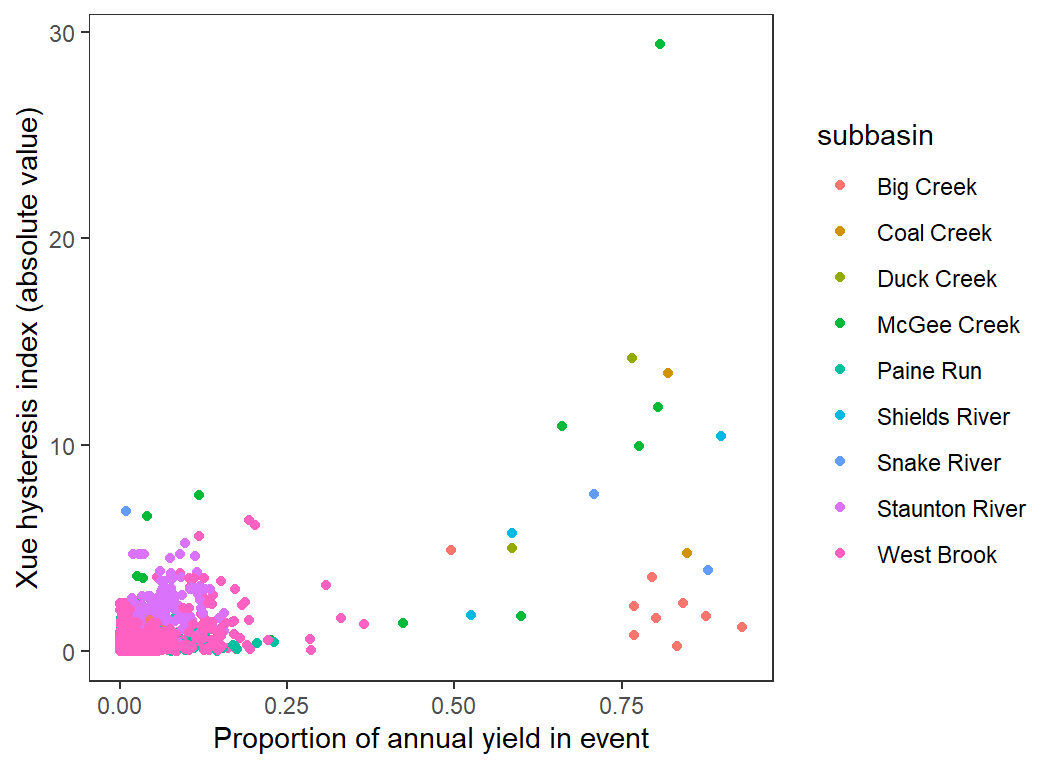 Xue hysteresis index (absolute value)
30
20
10
0
0.00 0.25 0.50 0.75
Proportion of annual yield in event
subbasin
Big Creek
Coal Creek
Duck Creek
McGee Creek
Paine Run
Shields River
Snake River
Staunton River
West Brook